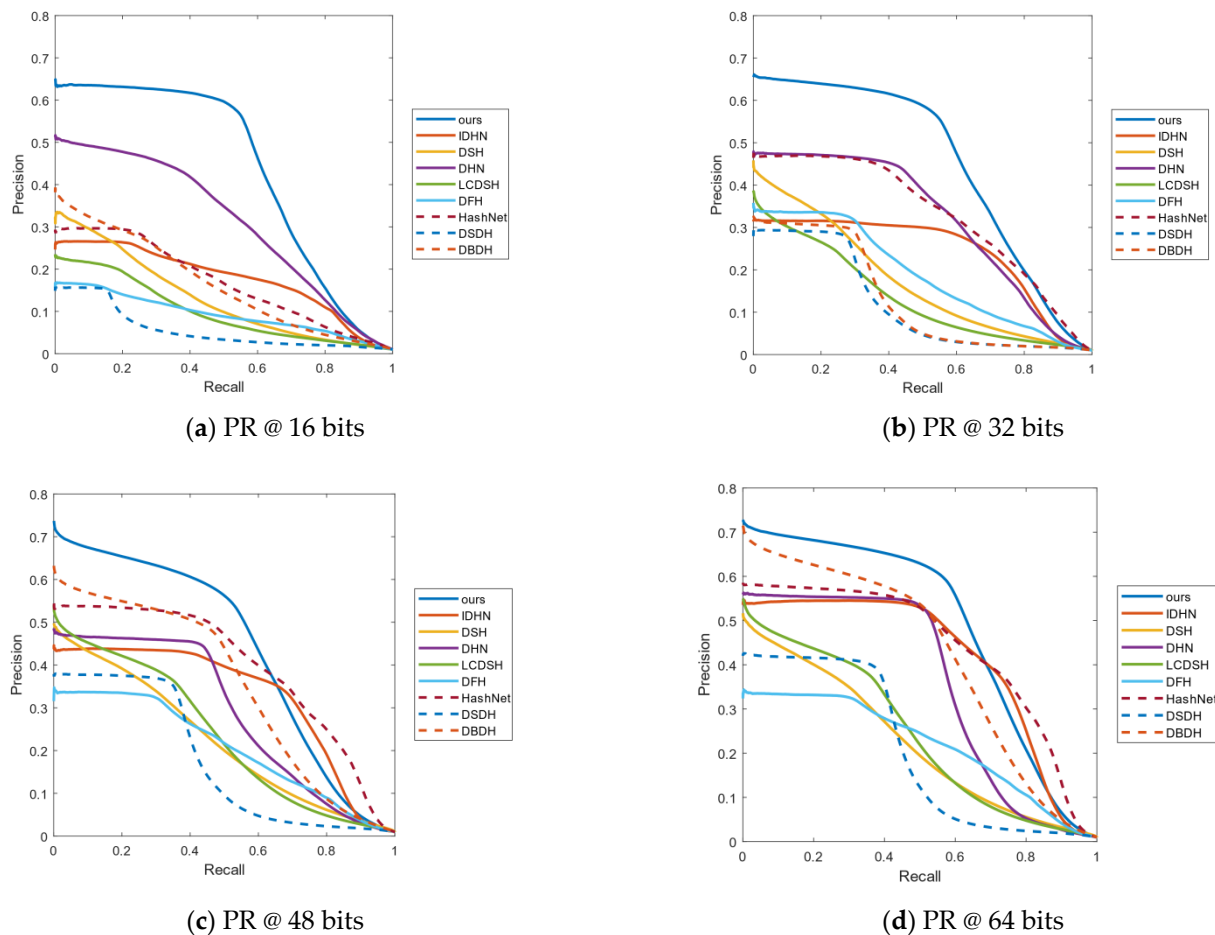 0.8
0.7
0.6
0.5
0.4
0.3
0.2
0.1
0
Precision
0 0.2 0.4 0.6 0.8 1
Recall
ours
IDHN
DSH
DHN
LCDSH
DFH
HashNet
DSDH
DBDH
(a) PR @ 16 bits
0.8
0.7
0.6
0.5
0.4
0.3
0.2
0.1
0
Precision
0 0.2 0.4 0.6 0.8 1
Recall
ours
IDHN
DSH
DHN
LCDSH
DFH
HashNet
DSDH
DBDH
(b) PR @ 32 bits
0.8
0.7
0.6
0.5
0.4
0.3
0.2
0.1
0
Precision
0 0.2 0.4 0.6 0.8 1
Recall
ours
IDHN
DSH
DHN
LCDSH
DFH
HashNet
DSDH
DBDH
(c) PR @ 48 bits
0.8
0.7
0.6
0.5
0.4
0.3
0.2
0.1
0
Precision
0 0.2 0.4 0.6 0.8 1
Recall
ours
IDHN
DSH
DHN
LCDSH
DFH
HashNet
DSDH
DBDH
(d) PR @ 64 bits